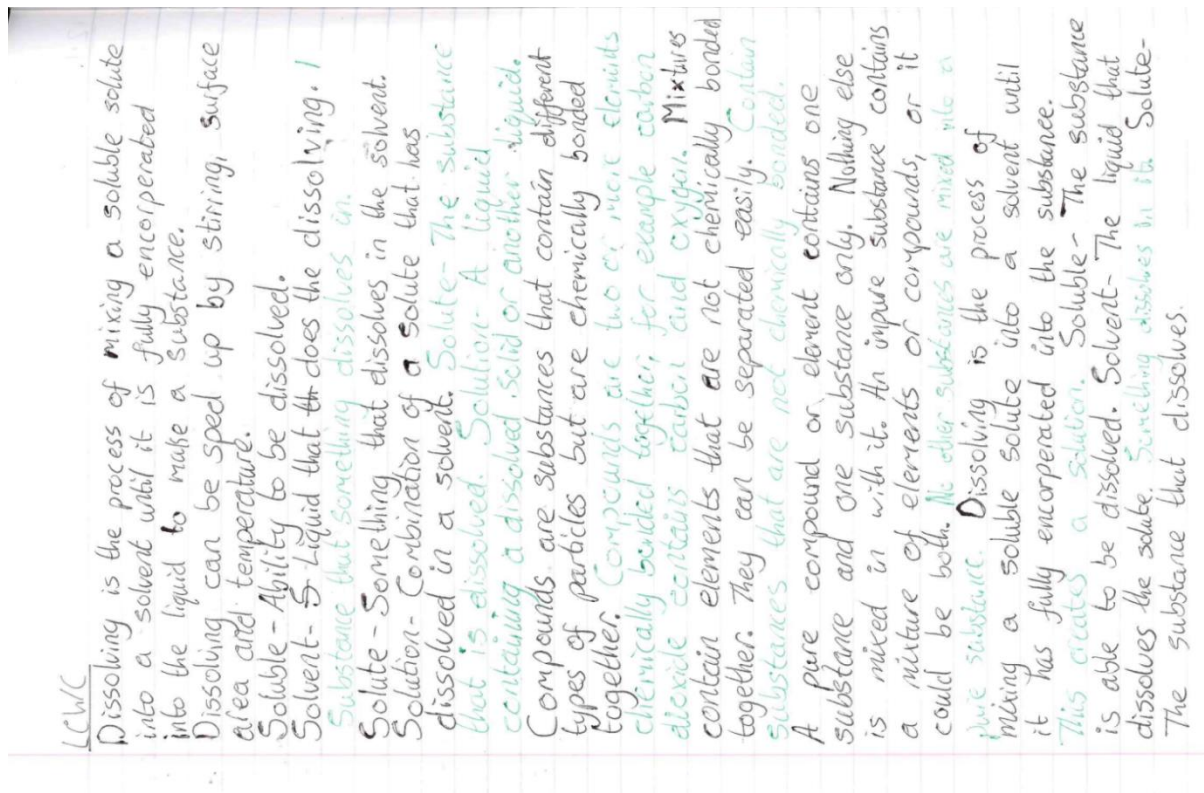 LCWC
Dissolving is the process of mixing a soluble solute
into a solvent until it is fully encorperated
into the liquid to make a substance.
Dissolving can be sped up by stiring, surface
area and temperature.
Soluble - Ability to be dissolved.
Solvent - Liquid that does the dissolving.
Substance that something dissolves in.
Solute - Something that dissolves in the solvent.
Solution - Combination of a solute that has
dissolved in a solvent. Solute - The substance
that is dissolved. Solution - A liquid
containing a dissolved solid or another liquid.
Compounds are substances that contain different
types of particles but are chemically bonded
together. Compounds are two or more elements
chemically bonded together, for example carbon
dioxide contains carbon and oxygen. Mixtures
contain elements that are not chemically bonded
together. They can be separated easily. Contain
substances that are not chemically bonded.
A pure compound or element contains one
substance and one substance only. Nothing else
is mixed in with it. An impure substance contains
a mixture of elements or compounds, or it
could be both. No other substances are mixed into a
pure substance. Dissolving is the process of
mixing a soluble solute into a solvent until
it has fully encorperated into the substance.
This creates a solution. Soluble - The substance
is able to be dissolved. Solvent - The liquid that
dissolves the solute. Something dissolves in it. Solute -
The substance that dissolves.